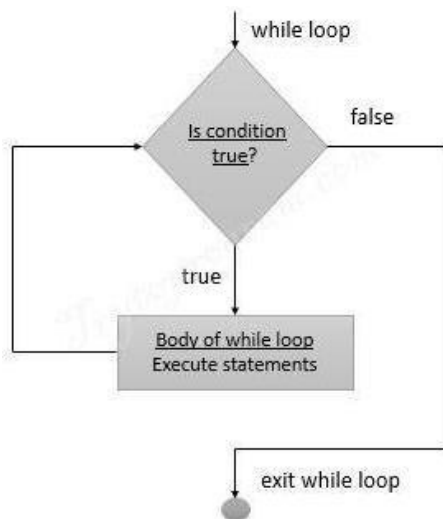 while loop
Is condition
true?
false
true
Body of while loop
Execute statements
exit while loop